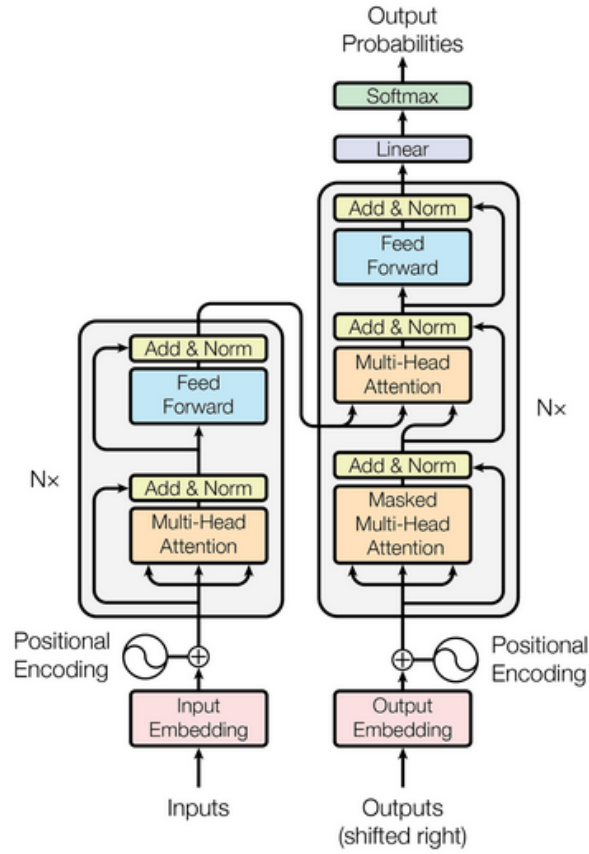 Output
Probabilities
Softmax
Linear
Add & Norm
Feed
Forward
Add & Norm
Multi-Head
Attention
Nx
Add & Norm
Masked
Multi-Head
Attention
Add & Norm
Feed
Forward
Nx
Add & Norm
Multi-Head
Attention
Positional
Encoding
Positional
Encoding
Input
Embedding
Output
Embedding
Inputs
Outputs
(shifted right)